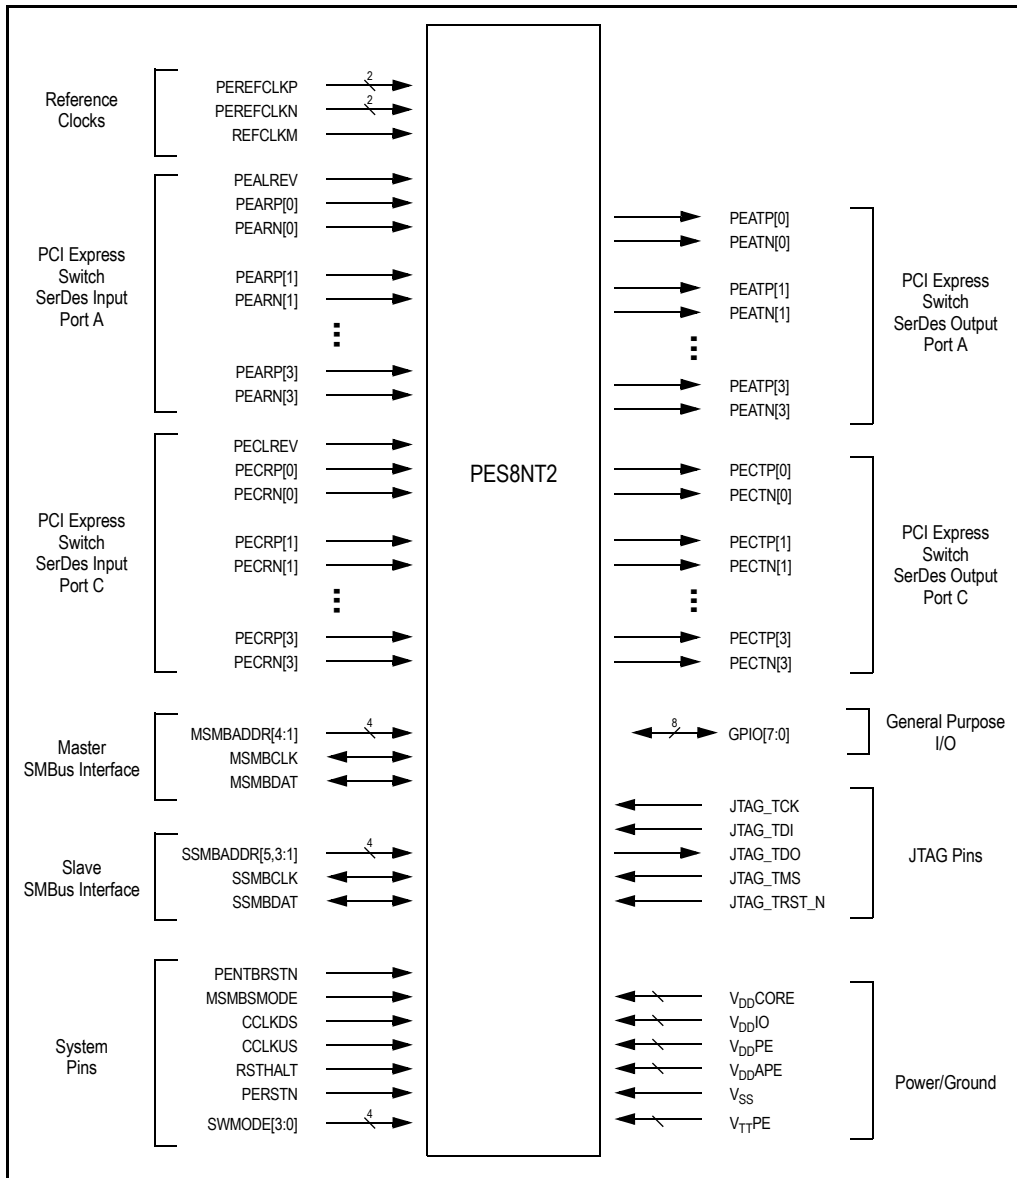 Reference
Clocks
PEREFCLKP
2
PEREFCLKN
2
REFCLKM
PCI Express
Switch
SerDes Input
Port A
PEALREV
PEARP[0]
PEARN[0]
PEARP[1]
PEARN[1]
PEARP[3]
PEARN[3]
PCI Express
Switch
SerDes Input
Port C
PECLREV
PECRP[0]
PECRN[0]
PECRP[1]
PECRN[1]
PECRP[3]
PECRN[3]
Master
SMBus Interface
MSMBADDR[4:1]
4
MSMBCLK
MSMBDAT
Slave
SMBus Interface
SSMBADDR[5,3:1]
4
SSMBCLK
SSMBDAT
System
Pins
PENTBRSTN
MSMBSMODE
CCLKDS
CCLKUS
RSTHALT
PERSTN
SWMODE[3:0]
4
PES8NT2
PEATP[0]
PEATN[0]
PEATP[1]
PEATN[1]
PEATP[3]
PEATN[3]
PCI Express
Switch
SerDes Output
Port A
PECTP[0]
PECTN[0]
PECTP[1]
PECTN[1]
PECTP[3]
PECTN[3]
PCI Express
Switch
SerDes Output
Port C
8
GPIO[7:0]
General Purpose
I/O
JTAG_TCK
JTAG_TDI
JTAG_TDO
JTAG_TMS
JTAG_TRST_N
JTAG Pins
VDDCORE
VDDIO
VDDPE
VDDAPE
VSS
VTTPE
Power/Ground